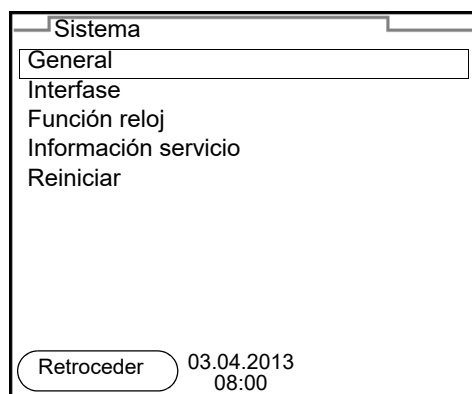 Sistema
General
Interfase
Función reloj
Información servicio
Reiniciar
Retroceder
03.04.2013
08:00